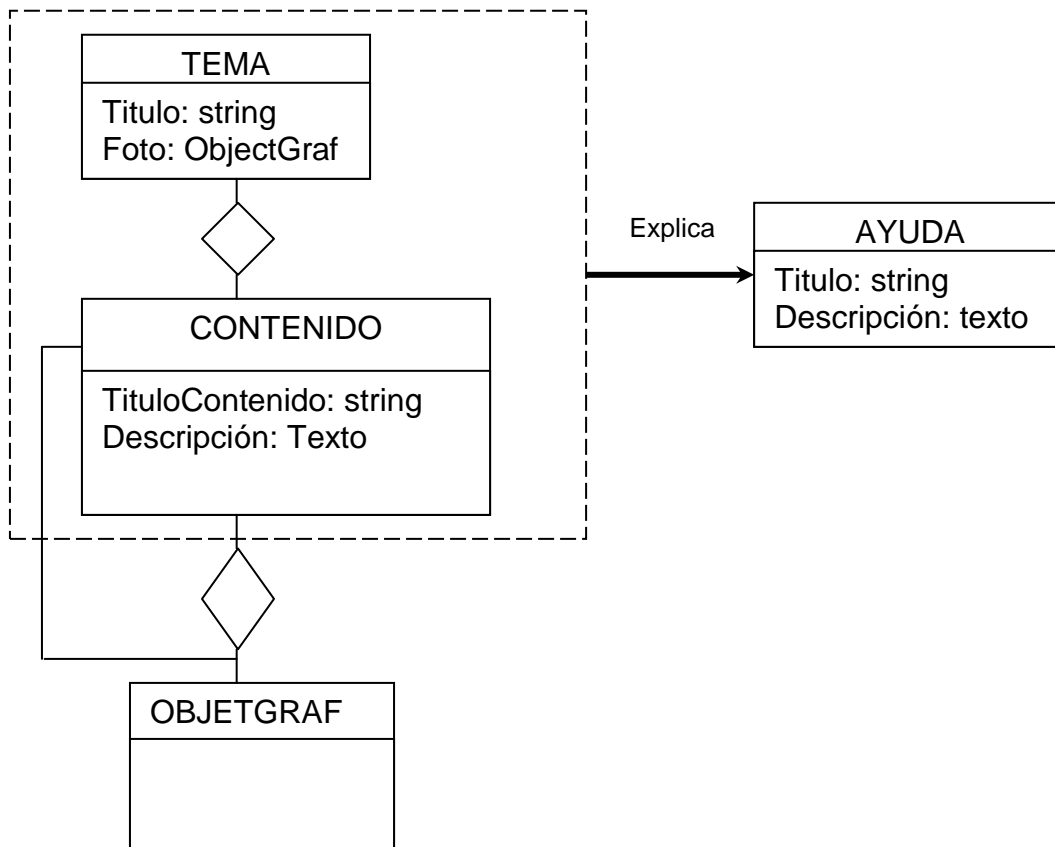 TEMA
Titulo: string
Foto: ObjectGraf
Explica
AYUDA
Titulo: string
Descripción: texto
CONTENIDO
TituloContenido: string
Descripción: Texto
OBJETGRAF